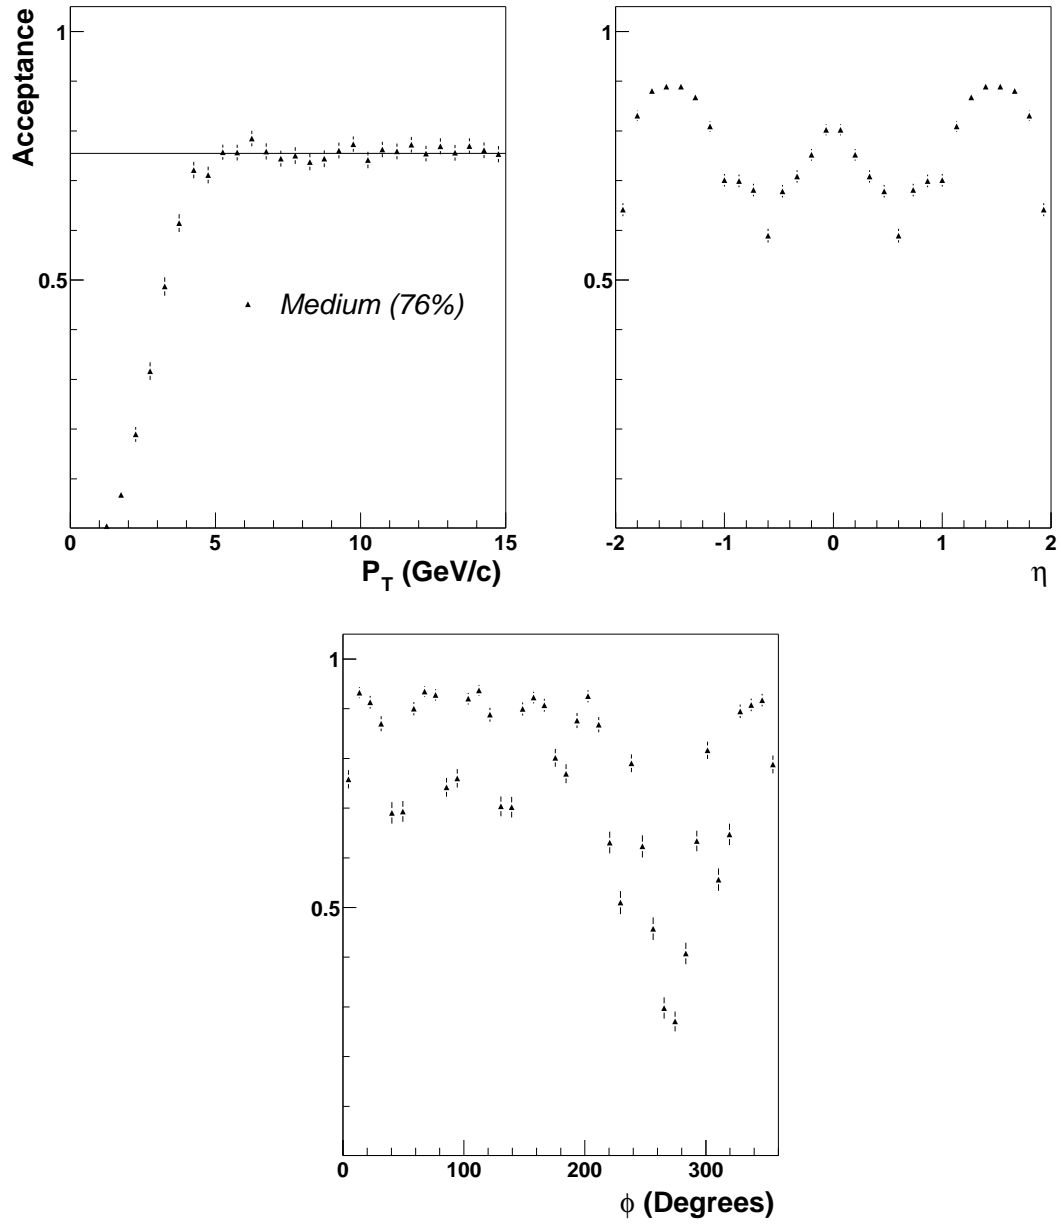 Acceptance
1
0.5
Medium (76%)
0 5 10 15
P_T (GeV/c)
1
0.5
-2 -1 0 1 2
η
1
0.5
0 100 200 300
ϕ (Degrees)